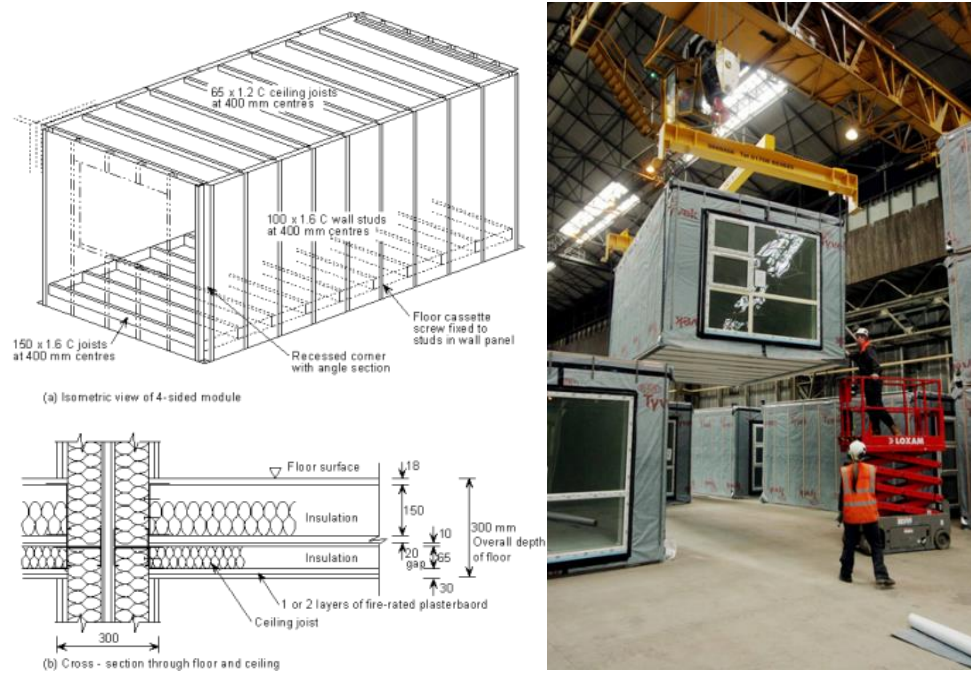 65 x 1.2 C ceiling joists
at 400 mm centres
100 x 1.6 C wall studs
at 400 mm centres
150 x 1.6 C joists
at 400 mm centres
Floor cassette
screw fixed to
studs in wall panel
Recessed corner
with angle section
(a) Isometric view of 4-sided module
Floor surface
18
150
Insulation
10
300 mm
Overall depth
of floor
20
gap
65
Insulation
30
1 or 2 layers of fire-rated plasterbaord
Ceiling joist
300
(b) Cross - section through floor and ceiling
LOXAM